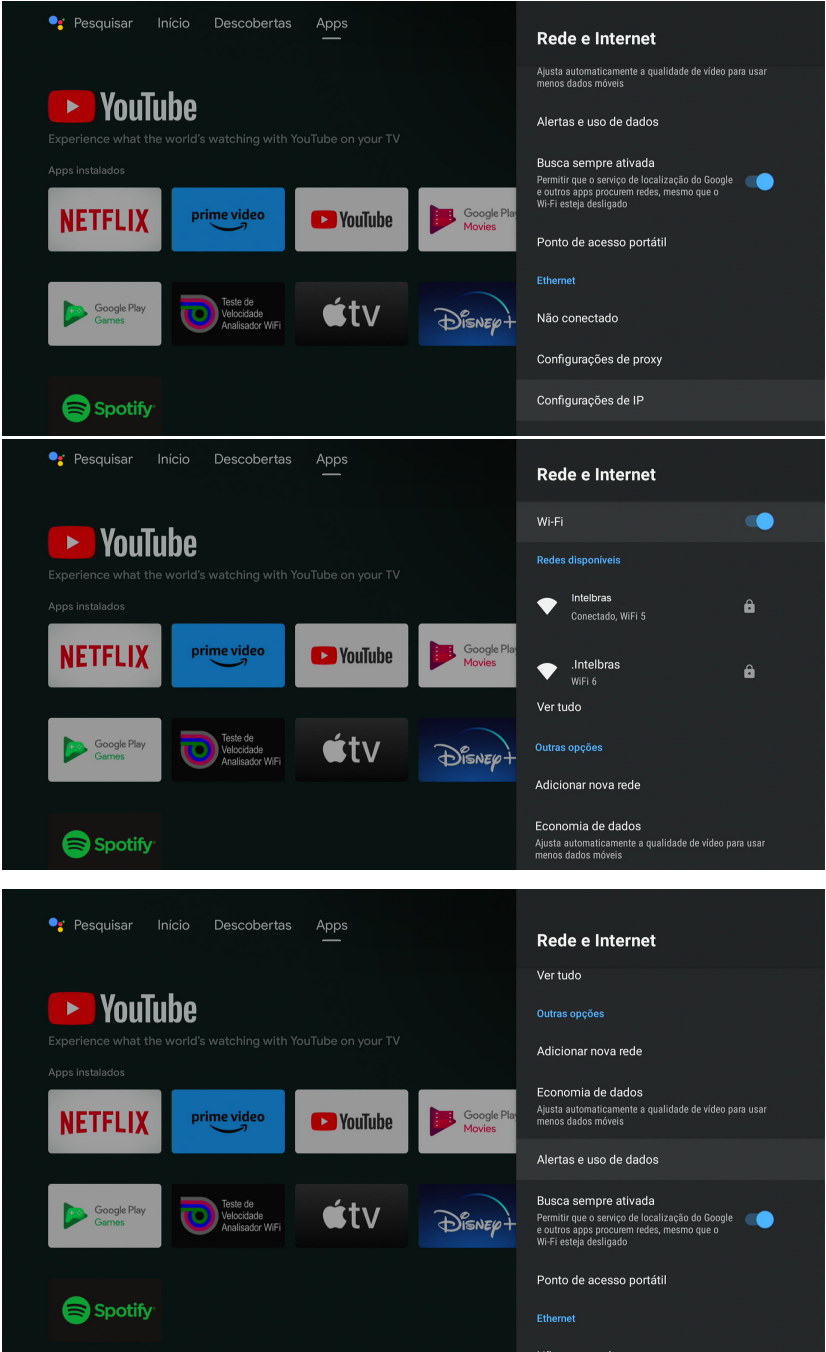 Pesquisar Início Descobertas Apps
YouTube
Experience what the world's watching with YouTube on your TV
Apps instalados
NETFLIX
prime video
YouTube
Google Play
Movies
Google Play
Games
Teste de
Velocidade
Analisador WiFi
tv
Disney+
Spotify
Rede e Internet
Ajusta automaticamente a qualidade de vídeo para usar
menos dados móveis
Alertas e uso de dados
Busca sempre ativada
Permitir que o serviço de localização do Google
e outros apps procurem redes, mesmo que o
Wi-Fi esteja desligado
Ponto de acesso portátil
Ethernet
Não conectado
Configurações de proxy
Configurações de IP
Pesquisar Início Descobertas Apps
YouTube
Experience what the world's watching with YouTube on your TV
Apps instalados
NETFLIX
prime video
YouTube
Google Play
Movies
Google Play
Games
Teste de
Velocidade
Analisador WiFi
tv
Disney+
Spotify
Rede e Internet
Wi-Fi
Redes disponíveis
Intelbras
Conectado, WiFi 5
.Intelbras
WiFi 6
Ver tudo
Outras opções
Adicionar nova rede
Economia de dados
Ajusta automaticamente a qualidade de vídeo para usar
menos dados móveis
Pesquisar Início Descobertas Apps
YouTube
Experience what the world's watching with YouTube on your TV
Apps instalados
NETFLIX
prime video
YouTube
Google Play
Movies
Google Play
Games
Teste de
Velocidade
Analisador WiFi
tv
Disney+
Spotify
Rede e Internet
Ver tudo
Outras opções
Adicionar nova rede
Economia de dados
Ajusta automaticamente a qualidade de vídeo para usar
menos dados móveis
Alertas e uso de dados
Busca sempre ativada
Permitir que o serviço de localização do Google
e outros apps procurem redes, mesmo que o
Wi-Fi esteja desligado
Ponto de acesso portátil
Ethernet